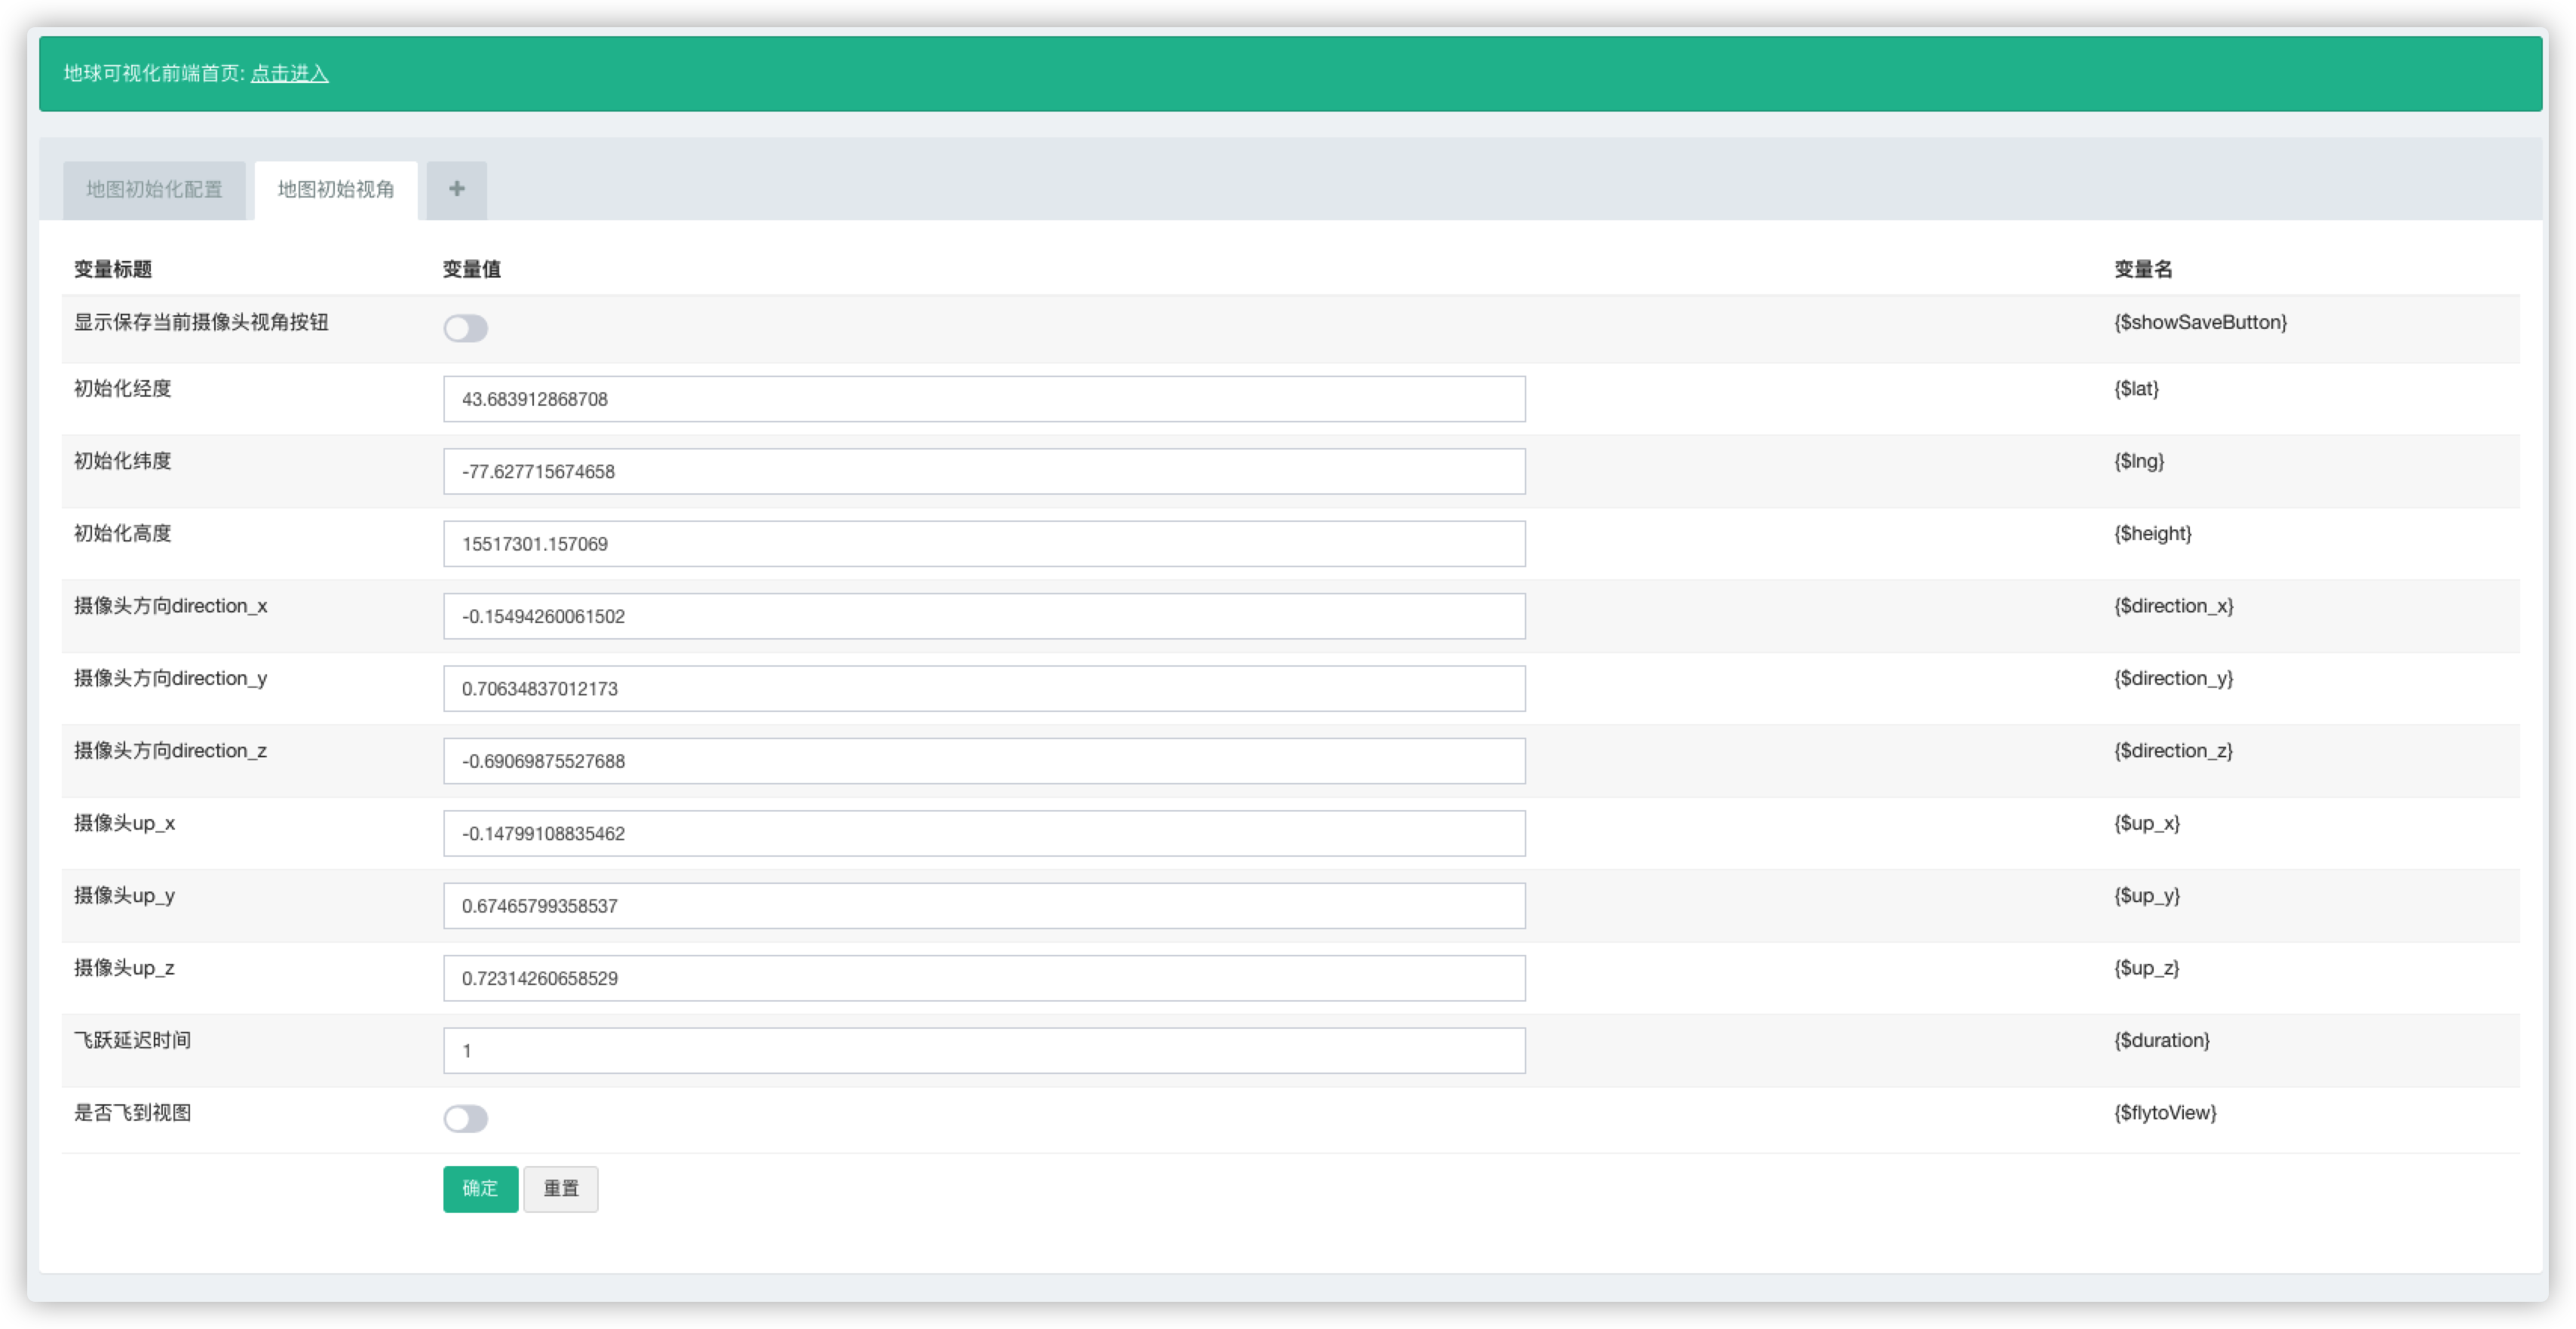 地球可视化前端首页: 点击进入
地图初始化配置 地图初始视角 +
变量标题 变量值 变量名
显示保存当前摄像头视角按钮 {$showSaveButton}
初始化经度 43.683912868708 {$lat}
初始化纬度 -77.627715674658 {$lng}
初始化高度 15517301.157069 {$height}
摄像头方向direction_x -0.15494260061502 {$direction_x}
摄像头方向direction_y 0.70634837012173 {$direction_y}
摄像头方向direction_z -0.69069875527688 {$direction_z}
摄像头up_x -0.14799108835462 {$up_x}
摄像头up_y 0.67465799358537 {$up_y}
摄像头up_z 0.72314260658529 {$up_z}
飞跃延迟时间 1 {$duration}
是否飞到视图 {$flytoView}
确定 重置